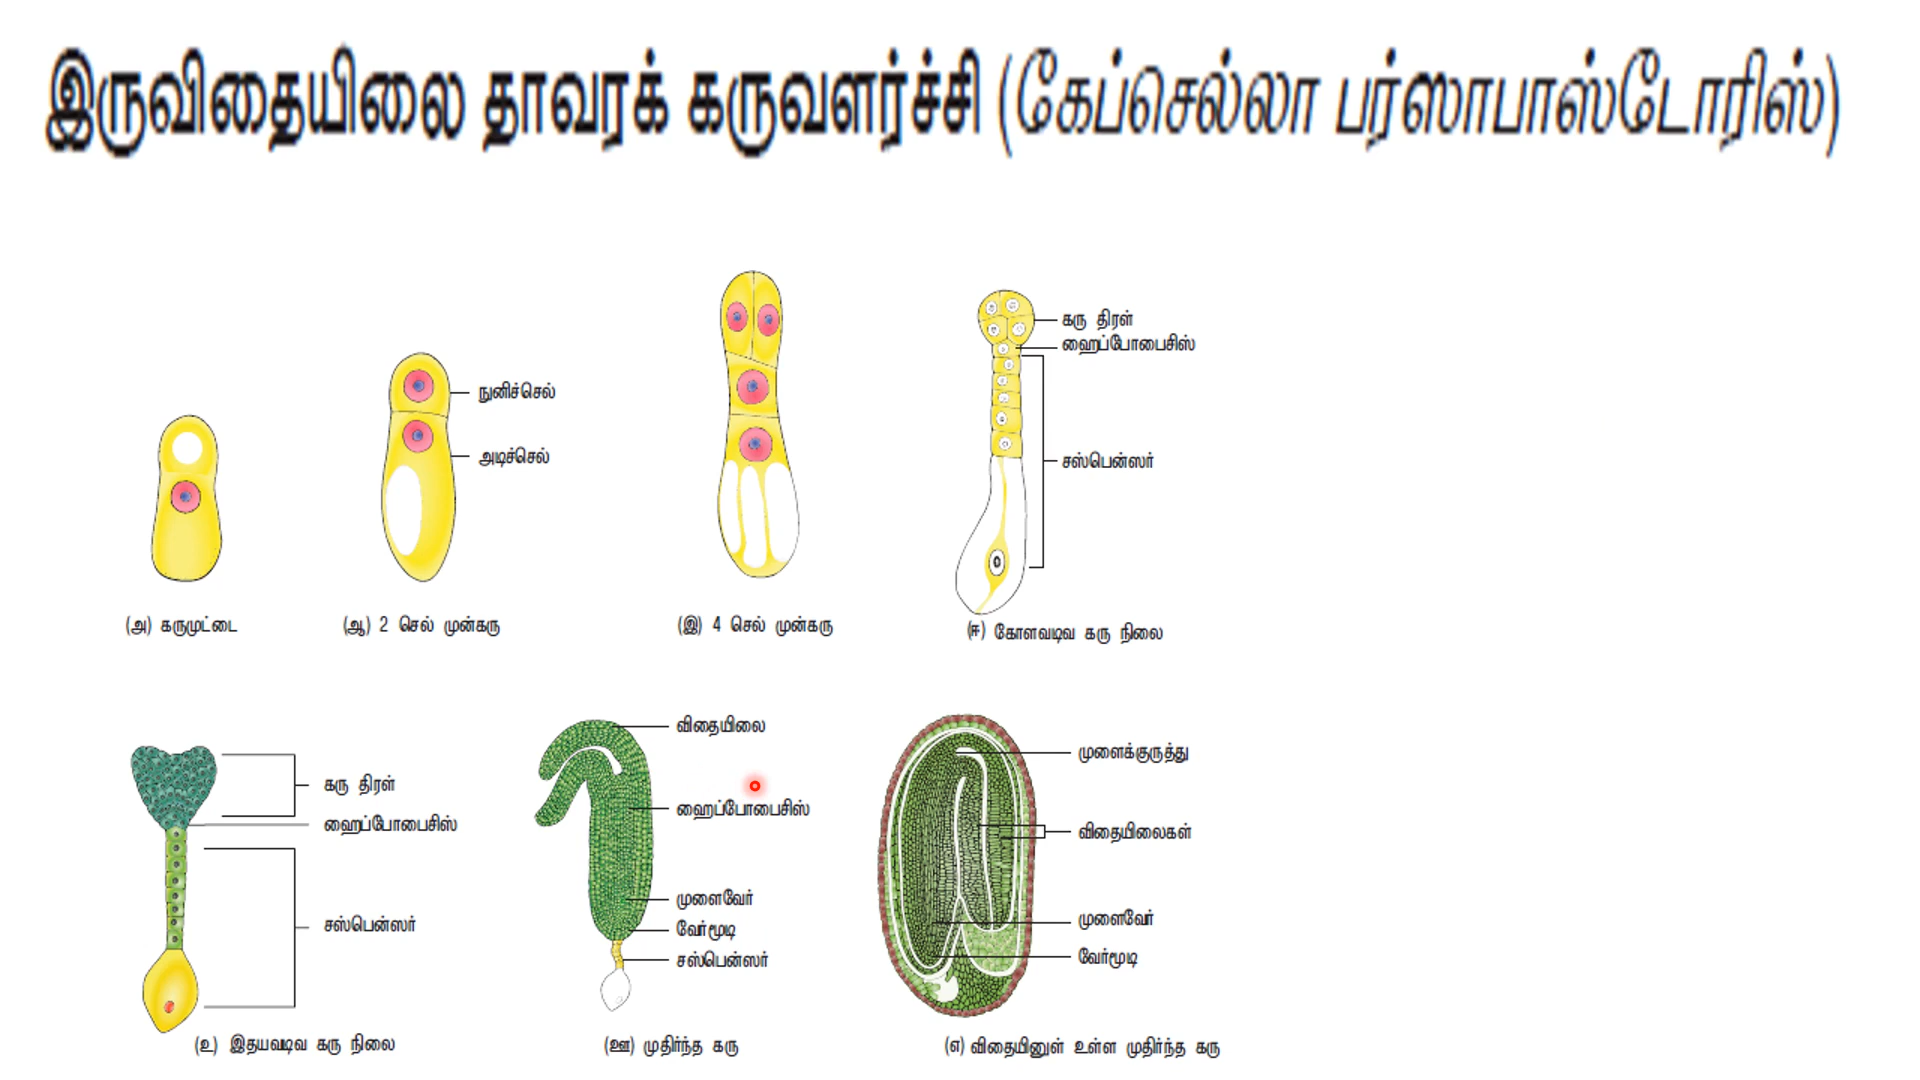 இருவிதையிலை தாவரக் கருவளர்ச்சி (கேப்செல்லா பர்ஸாபாஸ்டோரிஸ்)
கரு திரள்
ஹைப்போபைசிஸ்
நுனிச்செல்
அடிச்செல்
சஸ்பென்ஸர்
(அ) கருமுட்டை
(ஆ) 2 செல் முன்கரு
(இ) 4 செல் முன்கரு
(ஈ) கோளவடிவ கரு நிலை
விதையிலை
முளைக்குருத்து
கரு திரள்
ஹைப்போபைசிஸ்
ஹைப்போபைசிஸ்
விதையிலைகள்
சஸ்பென்ஸர்
முளைவேர்
வேர்மூடி
சஸ்பென்ஸர்
முளைவேர்
வேர்மூடி
(உ) இதயவடிவ கரு நிலை
(ஊ) முதிர்ந்த கரு
(எ) விதையினுள் உள்ள முதிர்ந்த கரு